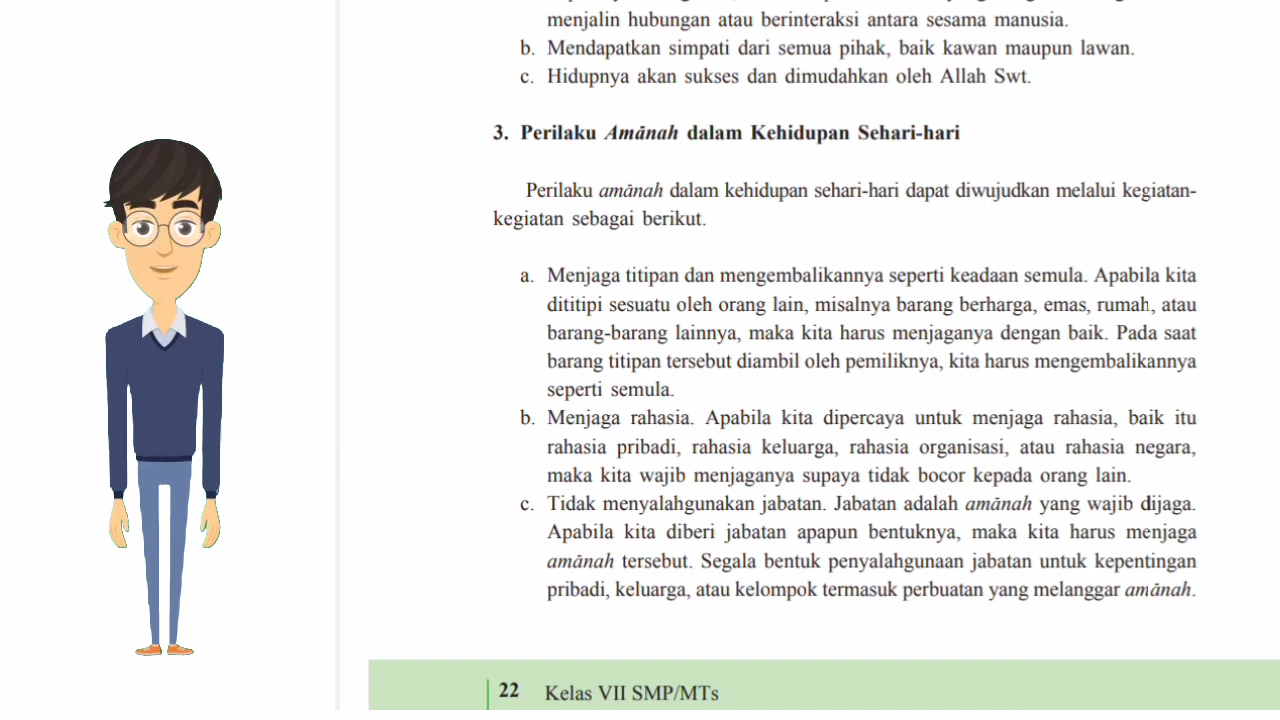 menjalin hubungan atau berinteraksi antara sesama manusia.
b. Mendapatkan simpati dari semua pihak, baik kawan maupun lawan.
c. Hidupnya akan sukses dan dimudahkan oleh Allah Swt.
3. Perilaku Amānah dalam Kehidupan Sehari-hari
Perilaku amānah dalam kehidupan sehari-hari dapat diwujudkan melalui kegiatan-
kegiatan sebagai berikut.
a. Menjaga titipan dan mengembalikannya seperti keadaan semula. Apabila kita
dititipi sesuatu oleh orang lain, misalnya barang berharga, emas, rumah, atau
barang-barang lainnya, maka kita harus menjaganya dengan baik. Pada saat
barang titipan tersebut diambil oleh pemiliknya, kita harus mengembalikannya
seperti semula.
b. Menjaga rahasia. Apabila kita dipercaya untuk menjaga rahasia, baik itu
rahasia pribadi, rahasia keluarga, rahasia organisasi, atau rahasia negara,
maka kita wajib menjaganya supaya tidak bocor kepada orang lain.
c. Tidak menyalahgunakan jabatan. Jabatan adalah amānah yang wajib dijaga.
Apabila kita diberi jabatan apapun bentuknya, maka kita harus menjaga
amānah tersebut. Segala bentuk penyalahgunaan jabatan untuk kepentingan
pribadi, keluarga, atau kelompok termasuk perbuatan yang melanggar amānah.
22 Kelas VII SMP/MTs